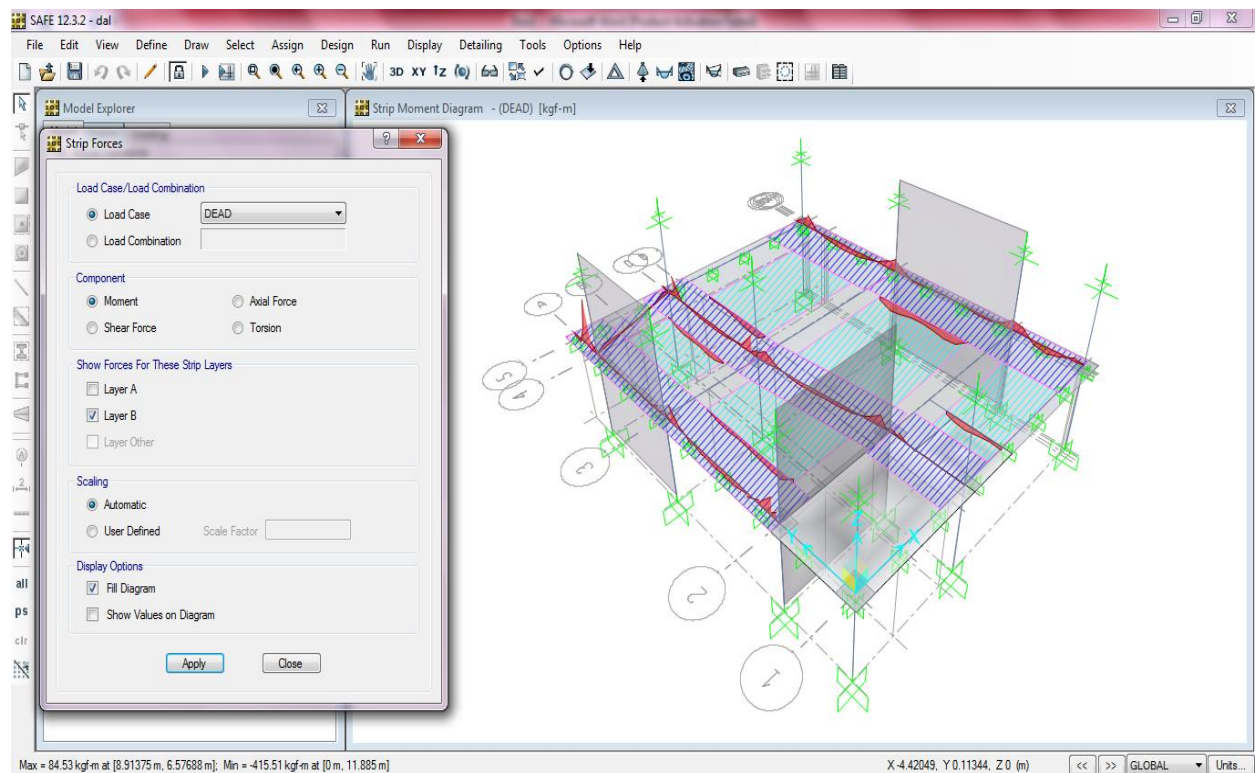 SAFE 12.3.2 - dal
File Edit View Define Draw Select Assign Design Run Display Detailing Tools Options Help
3D XY
Model Explorer
Strip Moment Diagram - (DEAD) [kgf-m]
Strip Forces
Load Case/Load Combination
Load Case DEAD
Load Combination
Component
Moment Axial Force
Shear Force Torsion
Show Forces For These Strip Layers
Layer A
Layer B
Layer Other
Scaling
Automatic
User Defined Scale Factor
Display Options
Fill Diagram
Show Values on Diagram
Apply Close
all
ps
clr
3
2
1
Y X
Max = 84.53 kgf-m at [8.91375 m, 6.57688 m]; Min = -415.51 kgf-m at [0 m, 11.885 m]
X -4.42049, Y 0.11344, Z 0 (m) << >> GLOBAL Units...